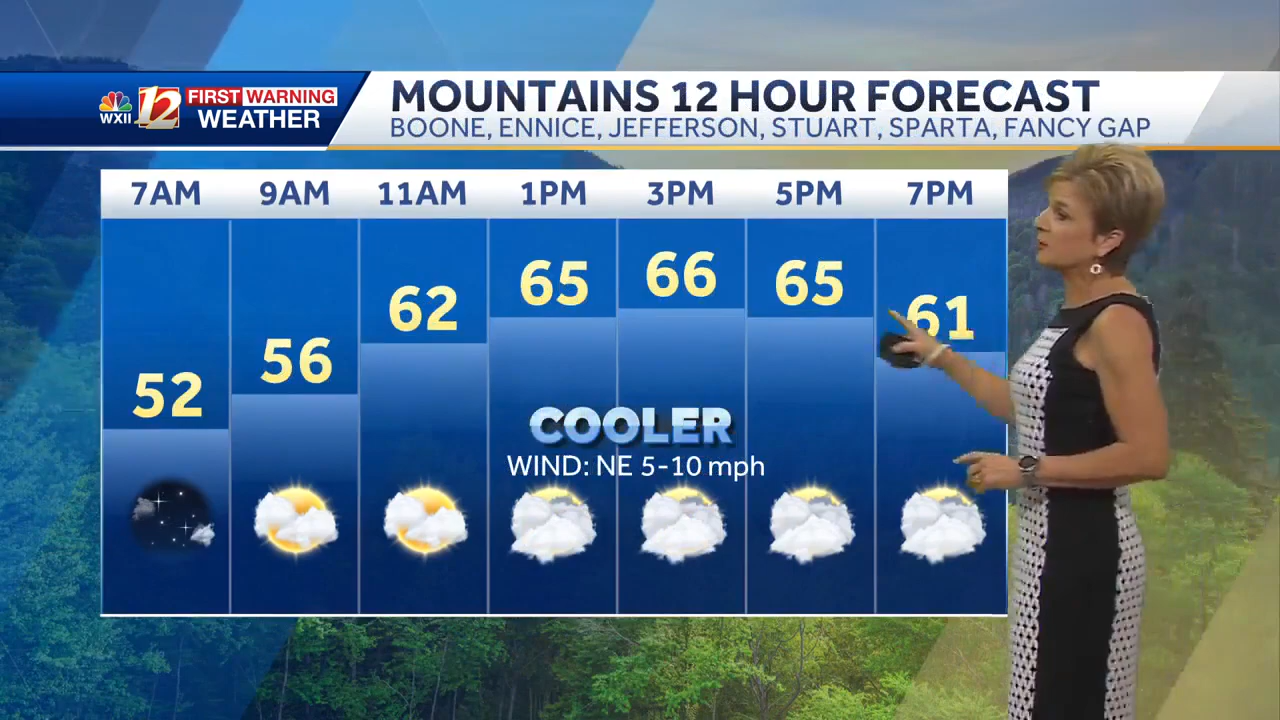 WXII 12 FIRST WARNING
WEATHER
MOUNTAINS 12 HOUR FORECAST
BOONE, ENNICE, JEFFERSON, STUART, SPARTA, FANCY GAP
7AM 9AM 11AM 1PM 3PM 5PM 7PM
52 56 62 65 66 65 61
COOLER
WIND: NE 5-10 mph